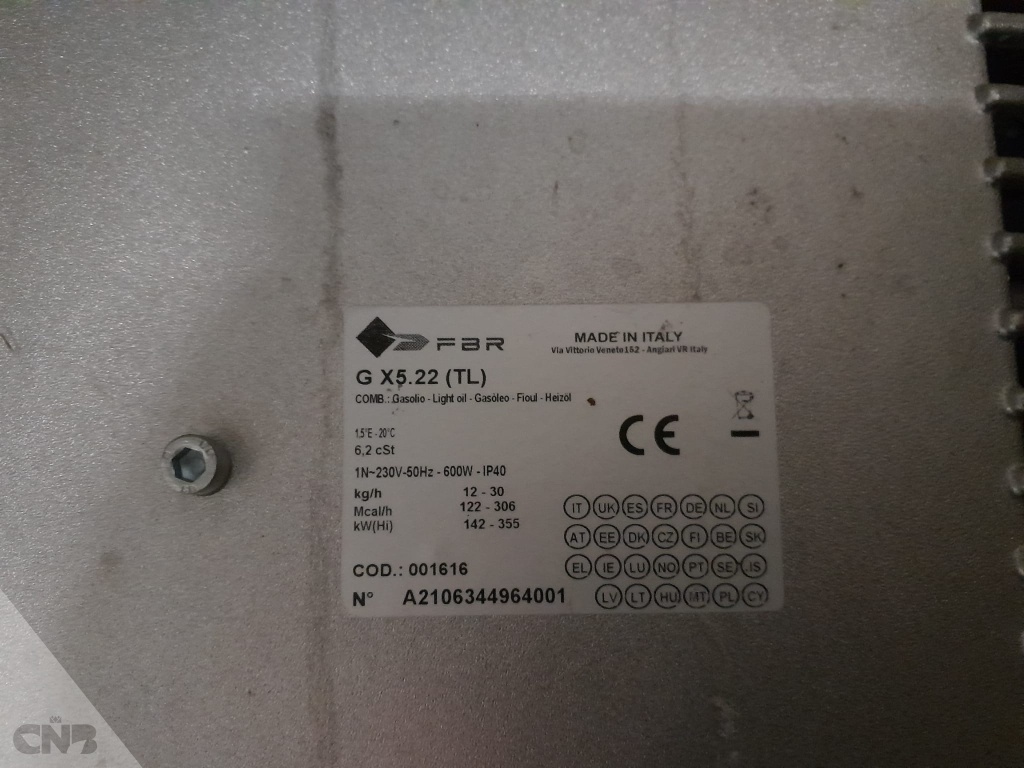 FBR
MADE IN ITALY
Via Vittorio Veneto152 - Angiari VR Italy
G X5.22 (TL)
COMB.: Gasolio - Light oil - Gasóleo - Fioul - Heizöl
1,5°E - 20°C
6,2 cSt
CE
1N~230V-50Hz - 600W - IP40
kg/h 12 - 30
Mcal/h 122 - 306
kW(Hi) 142 - 355
IT UK ES FR DE NL SI
AT EE DK CZ FI BE SK
EL IE LU NO PT SE IS
LV LT HU MT PL CY
COD.: 001616
N° A2106344964001
CNB